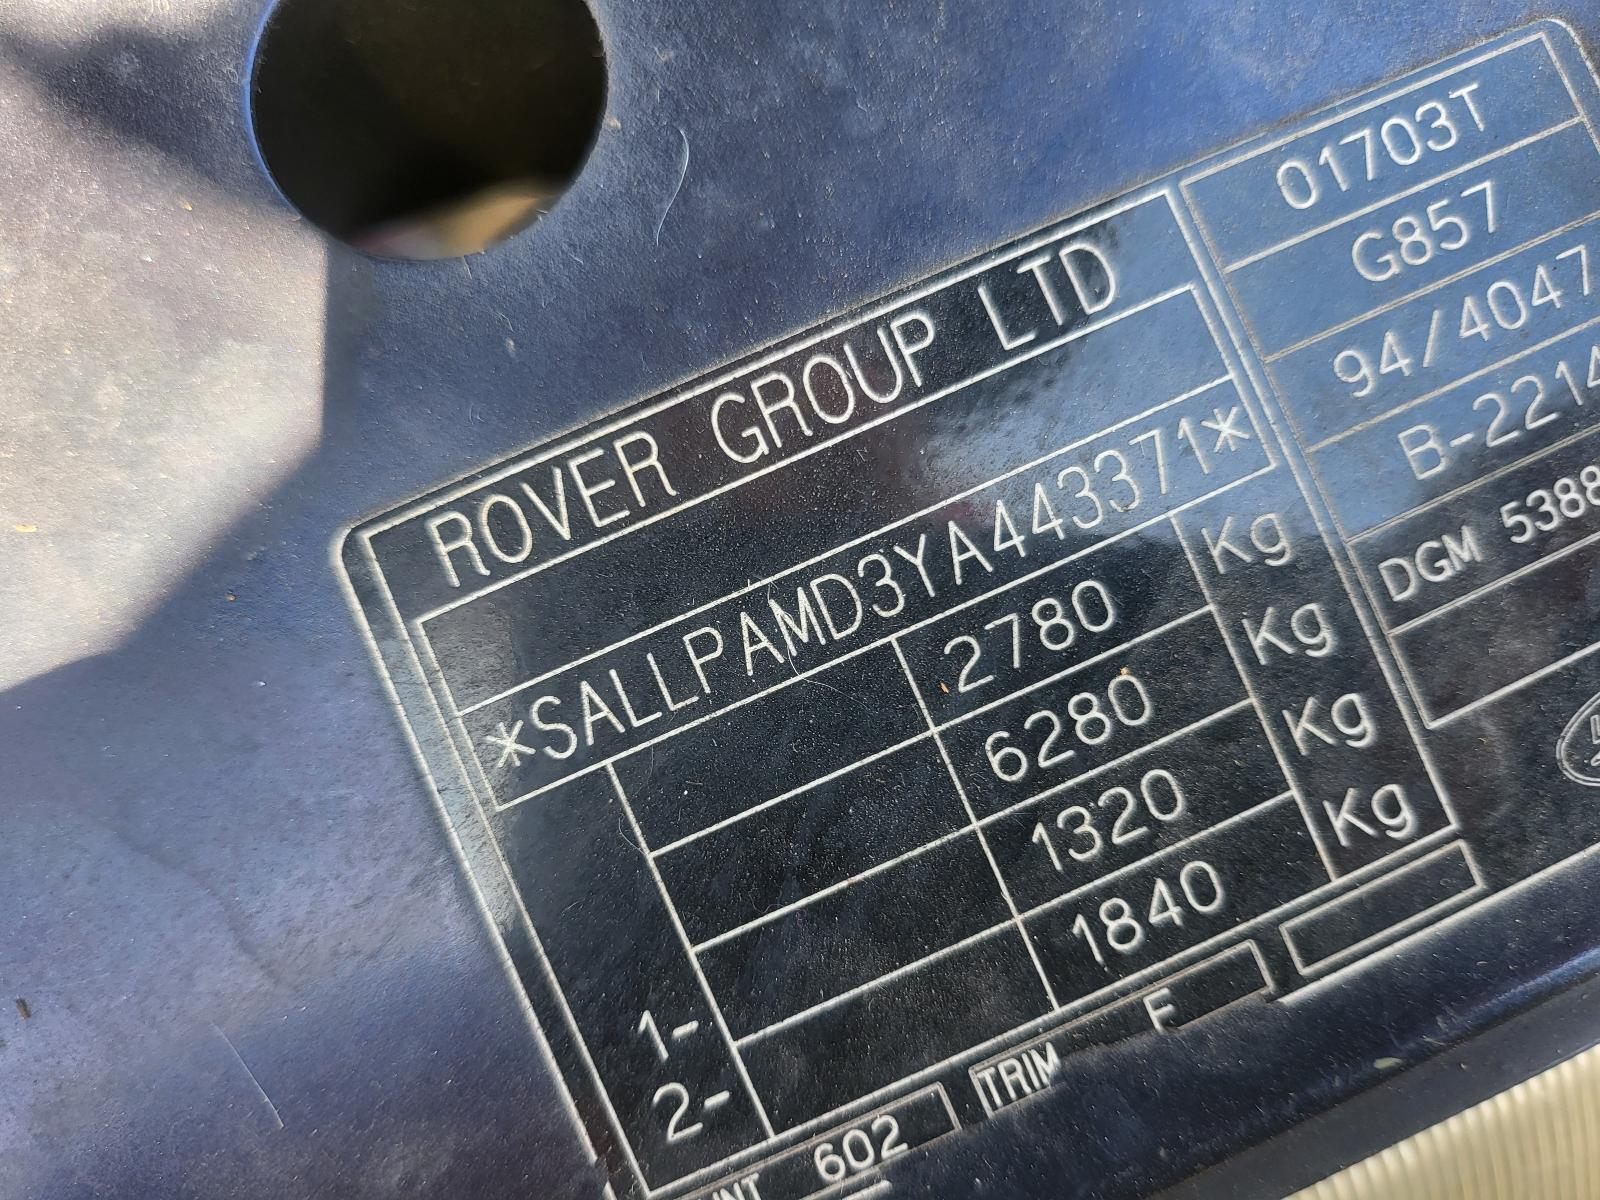 ROVER GROUP LTD
*SALLPAMD3YA443371*
2780 Kg
6280 Kg
1- 1320 Kg
2- 1840 Kg
602
TRIM F
01703T
G857
94/4047
B-2214
DGM 5388